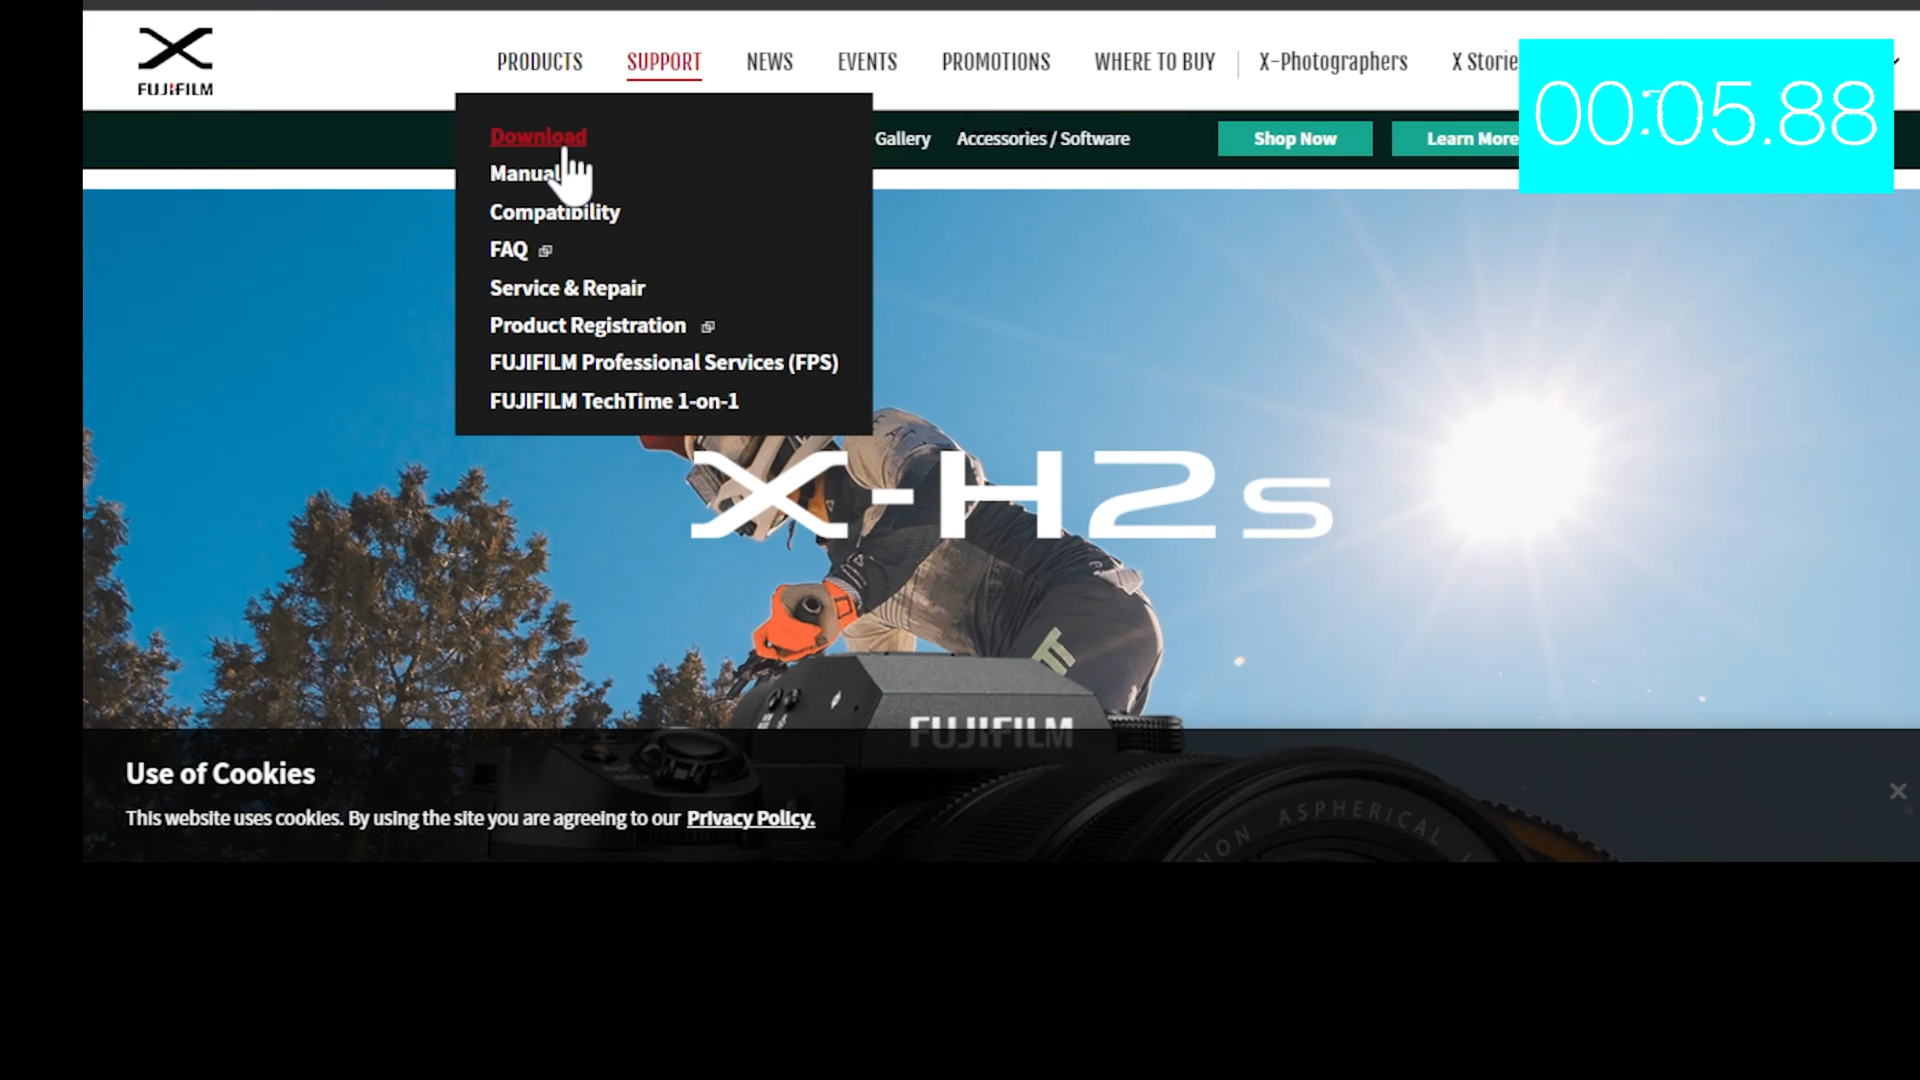 FUJIFILM
PRODUCTS SUPPORT NEWS EVENTS PROMOTIONS WHERE TO BUY X-Photographers X Storie
00:05.88
Gallery Accessories / Software Shop Now Learn More
Download
Manual
Compatibility
FAQ
Service & Repair
Product Registration
FUJIFILM Professional Services (FPS)
FUJIFILM TechTime 1-on-1
X-H2s
FUJIFILM
Use of Cookies
This website uses cookies. By using the site you are agreeing to our Privacy Policy.
ASPHERICAL